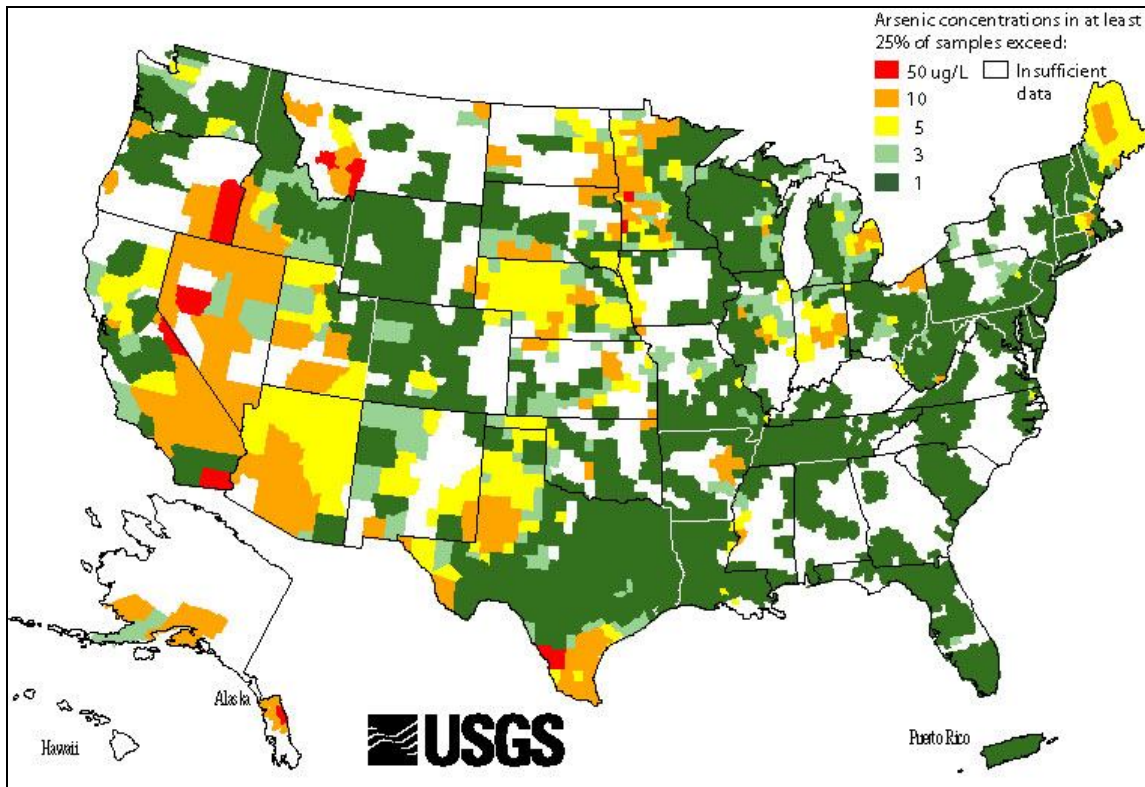 Arsenic concentrations in at least
25% of samples exceed:
50 ug/L Insufficient
data
10
5
3
1
Alaska
Hawaii
USGS
Puerto Rico